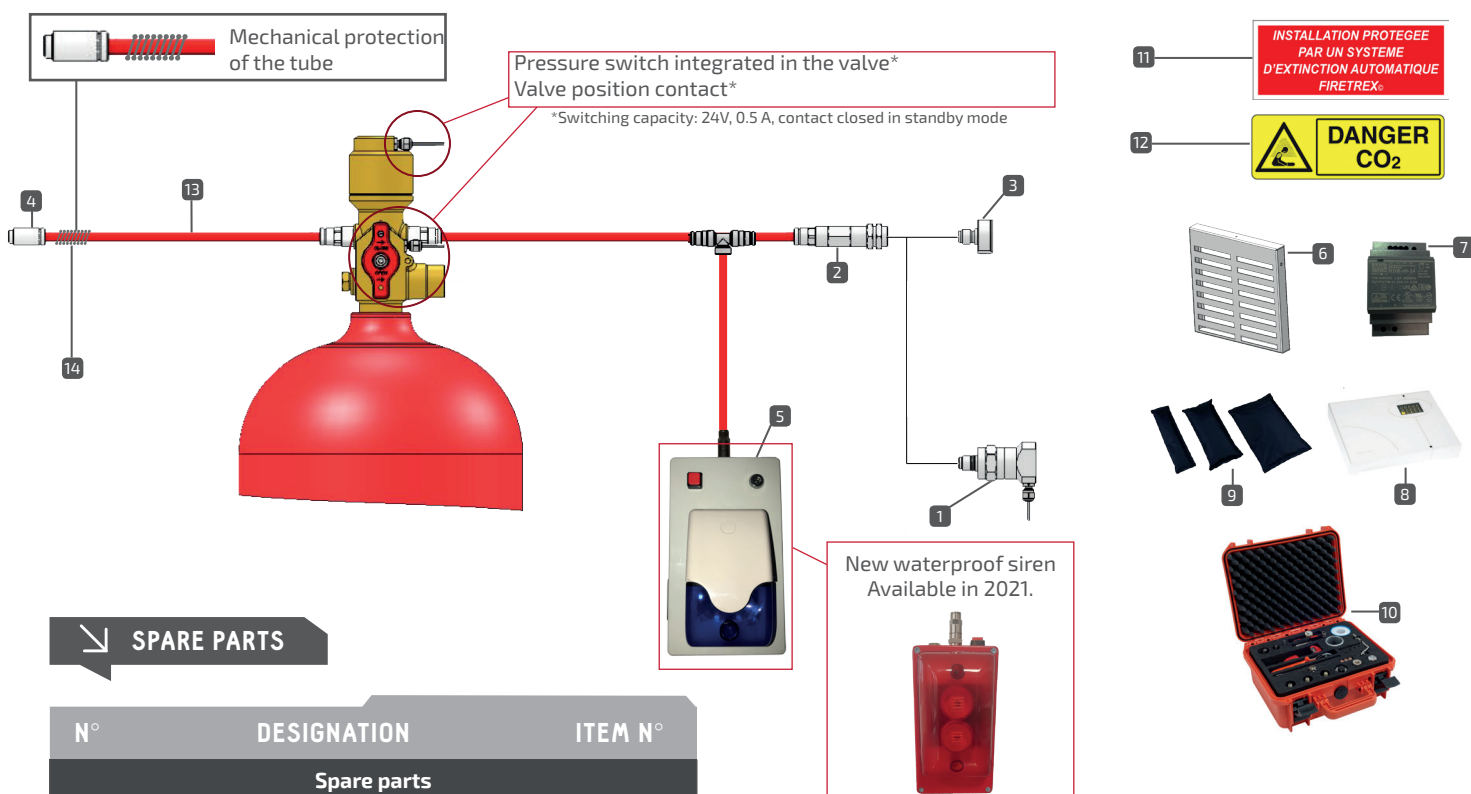 Mechanical protection
of the tube
Pressure switch integrated in the valve*
Valve position contact*
*Switching capacity: 24V, 0.5 A, contact closed in standby mode
11
INSTALLATION PROTEGEE
PAR UN SYSTEME
D'EXTINCTION AUTOMATIQUE
FIRETREX©
12
DANGER
CO2
4
13
3
2
6
7
14
5
1
9
8
10
New waterproof siren
Available in 2021.
SPARE PARTS
N°
DESIGNATION
ITEM N°
Spare parts